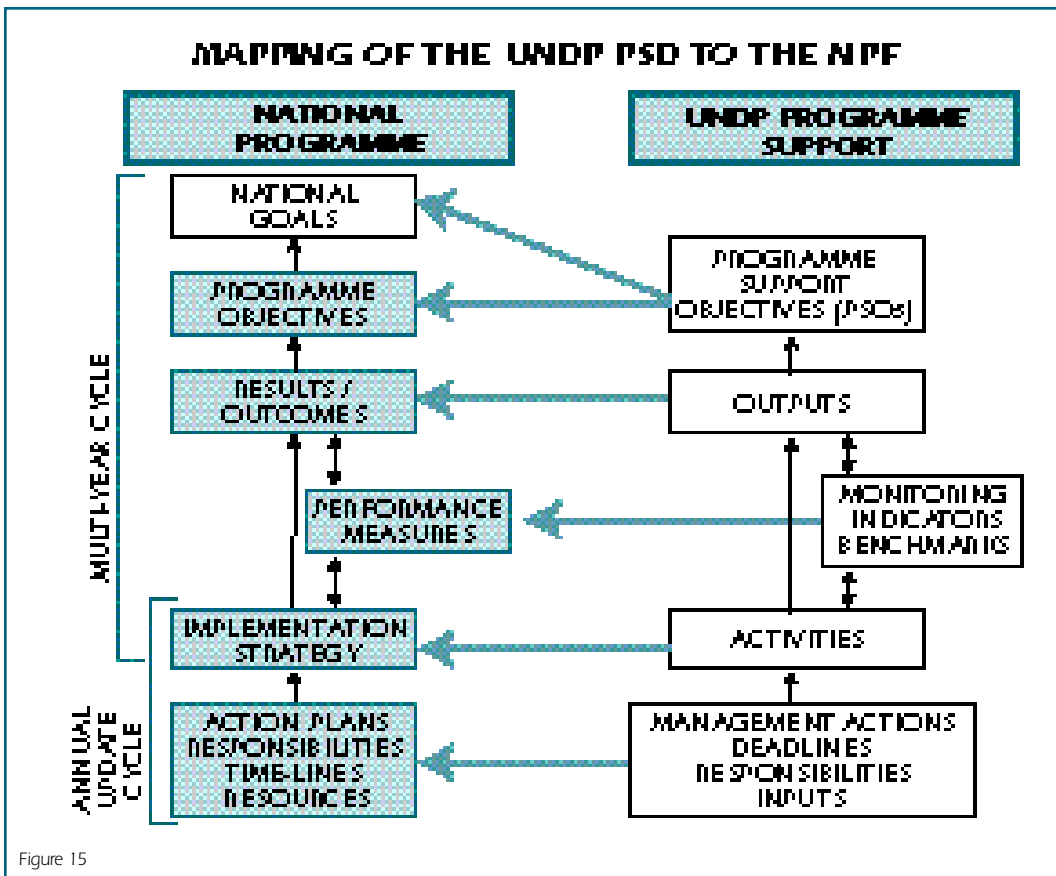 MAPPING OF THE UNDP PSD TO THE NPF
NATIONAL
PROGRAMME
UNDP PROGRAMME
SUPPORT
NATIONAL
GOALS
PROGRAMME
OBJECTIVES
RESULTS /
OUTCOMES
PERFORMANCE
MEASURES
IMPLEMENTATION
STRATEGY
ACTION PLANS
RESPONSIBILITIES
TIME-LINES
RESOURCES
PROGRAMME
SUPPORT
OBJECTIVES (PSOs)
OUTPUTS
MONITORING
INDICATORS
BENCHMARKS
ACTIVITIES
MANAGEMENT ACTIONS
DEADLINES
RESPONSIBILITIES
INPUTS
MULTI-YEAR CYCLE
ANNUAL
UPDATE
CYCLE
Figure 15